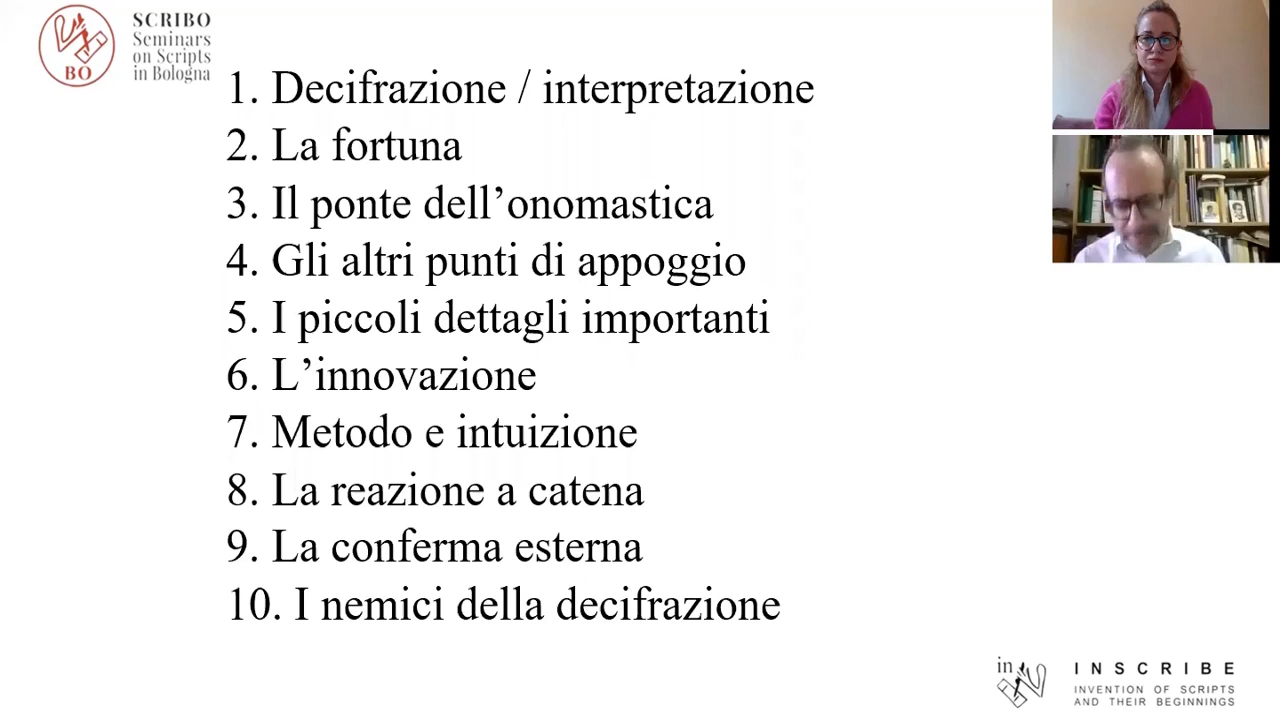 SCRIBO
Seminars
on Scripts
in Bologna
BO
1. Decifrazione / interpretazione
2. La fortuna
3. Il ponte dell’onomastica
4. Gli altri punti di appoggio
5. I piccoli dettagli importanti
6. L’innovazione
7. Metodo e intuizione
8. La reazione a catena
9. La conferma esterna
10. I nemici della decifrazione
in
INSCRIBE
INVENTION OF SCRIPTS
AND THEIR BEGINNINGS